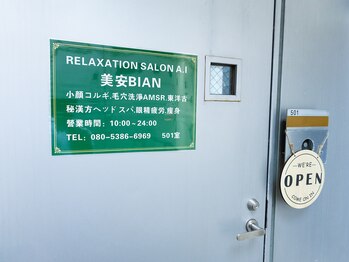 RELAXATION SALON A.I
美安BIAN
小顔コルギ,毛穴洗浄AMSR,東洋古
秘漢方ヘッドスパ,眼精疲労,痩身
營業時間: 10:00~24:00
TEL: 080-5386-6969 501室
501
WE'RE
OPEN
COME ON IN